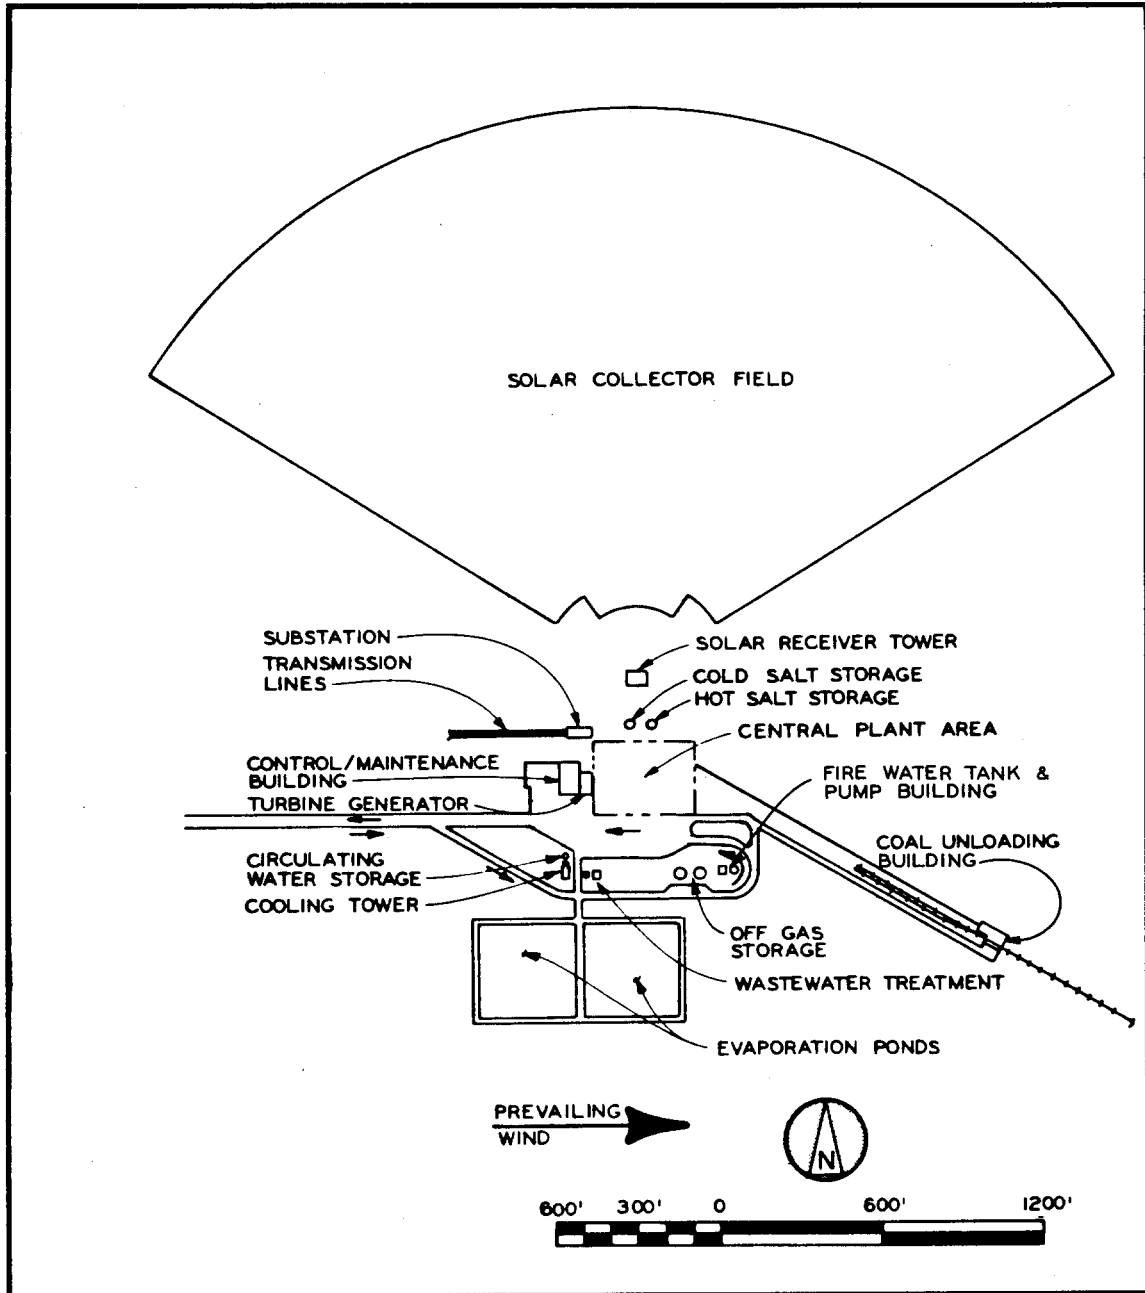 SOLAR COLLECTOR FIELD
SUBSTATION
TRANSMISSION
LINES
SOLAR RECEIVER TOWER
COLD SALT STORAGE
HOT SALT STORAGE
CENTRAL PLANT AREA
CONTROL/MAINTENANCE
BUILDING
TURBINE GENERATOR
FIRE WATER TANK &
PUMP BUILDING
COAL UNLOADING
BUILDING
CIRCULATING
WATER STORAGE
COOLING TOWER
OFF GAS
STORAGE
WASTEWATER TREATMENT
EVAPORATION PONDS
PREVAILING
WIND
N
600' 300' 0 600' 1200'